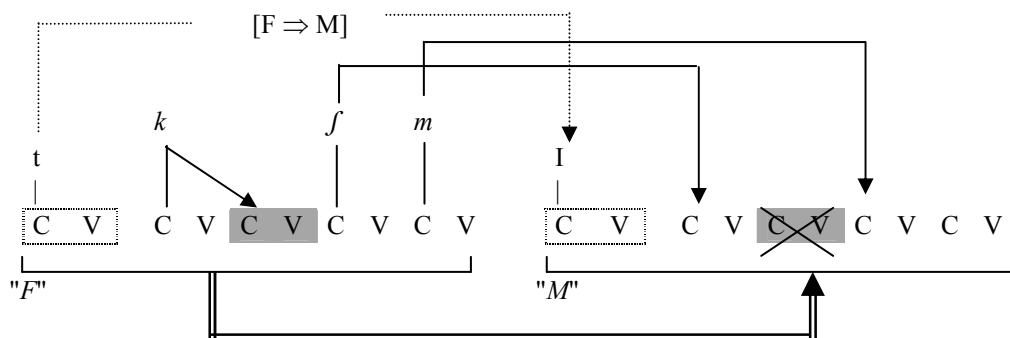 [F ⇒ M]
k ʃ m
t I
C V C V C V C V C V C V C V C V C V C V
"F" "M"